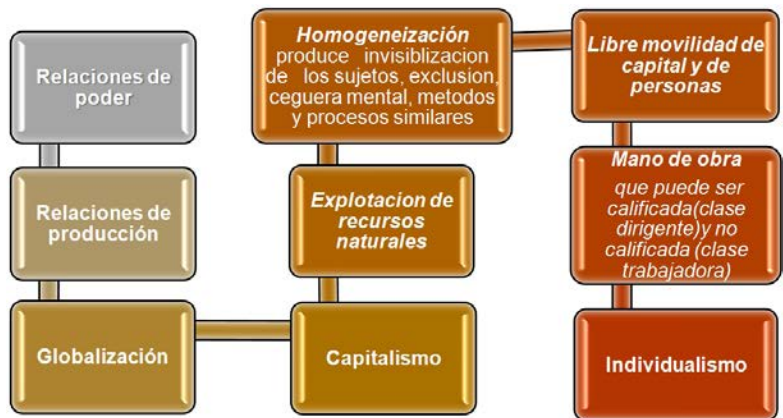 Relaciones de
poder
Relaciones de
producción
Globalización
Capitalismo
Explotacion de
recursos
naturales
Homogeneización
produce invisiblizacion
de los sujetos, exclusion,
ceguera mental, metodos
y procesos similares
Libre movilidad de
capital y de
personas
Mano de obra
que puede ser
calificada(clase
dirigente)y no
calificada (clase
trabajadora)
Individualismo